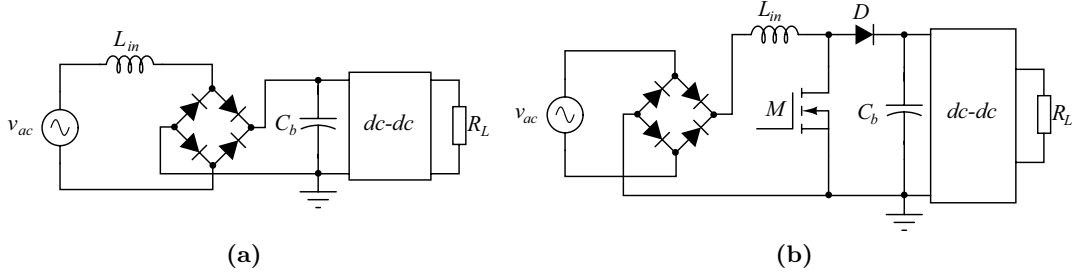 L_in
v_ac
C_b
dc-dc
R_L
(a)
L_in
D
v_ac
M
C_b
dc-dc
R_L
(b)